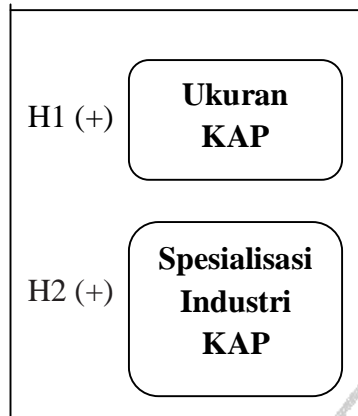 H1 (+)
Ukuran
KAP
H2 (+)
Spesialisasi
Industri
KAP